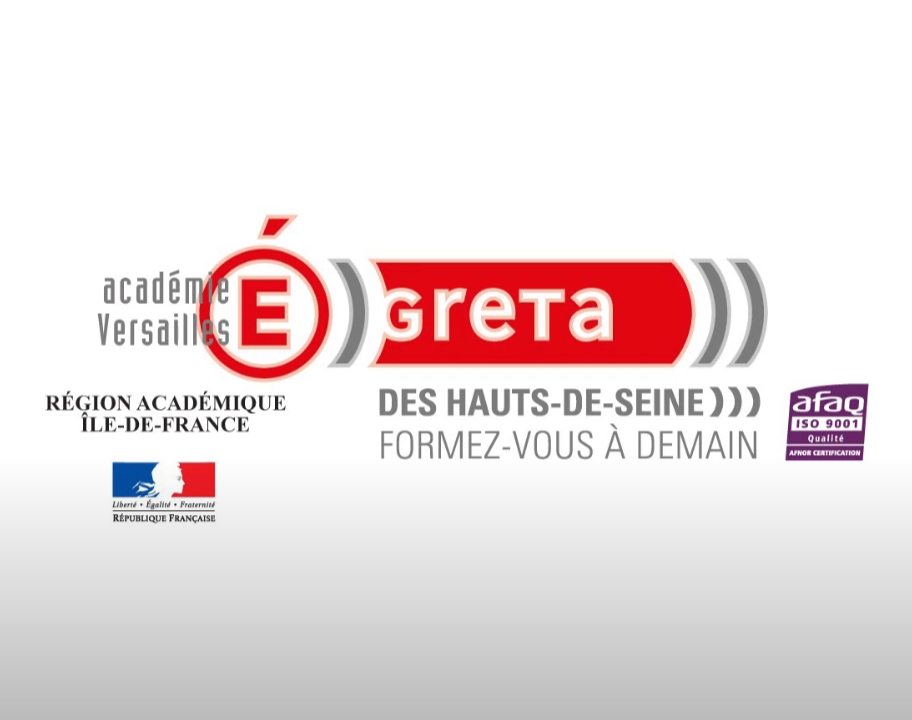 académie
Versailles
É
Greta
RÉGION ACADÉMIQUE
ÎLE-DE-FRANCE
DES HAUTS-DE-SEINE
FORMEZ-VOUS À DEMAIN
afaq
ISO 9001
Qualité
AFNOR CERTIFICATION
Liberté • Égalité • Fraternité
RÉPUBLIQUE FRANÇAISE